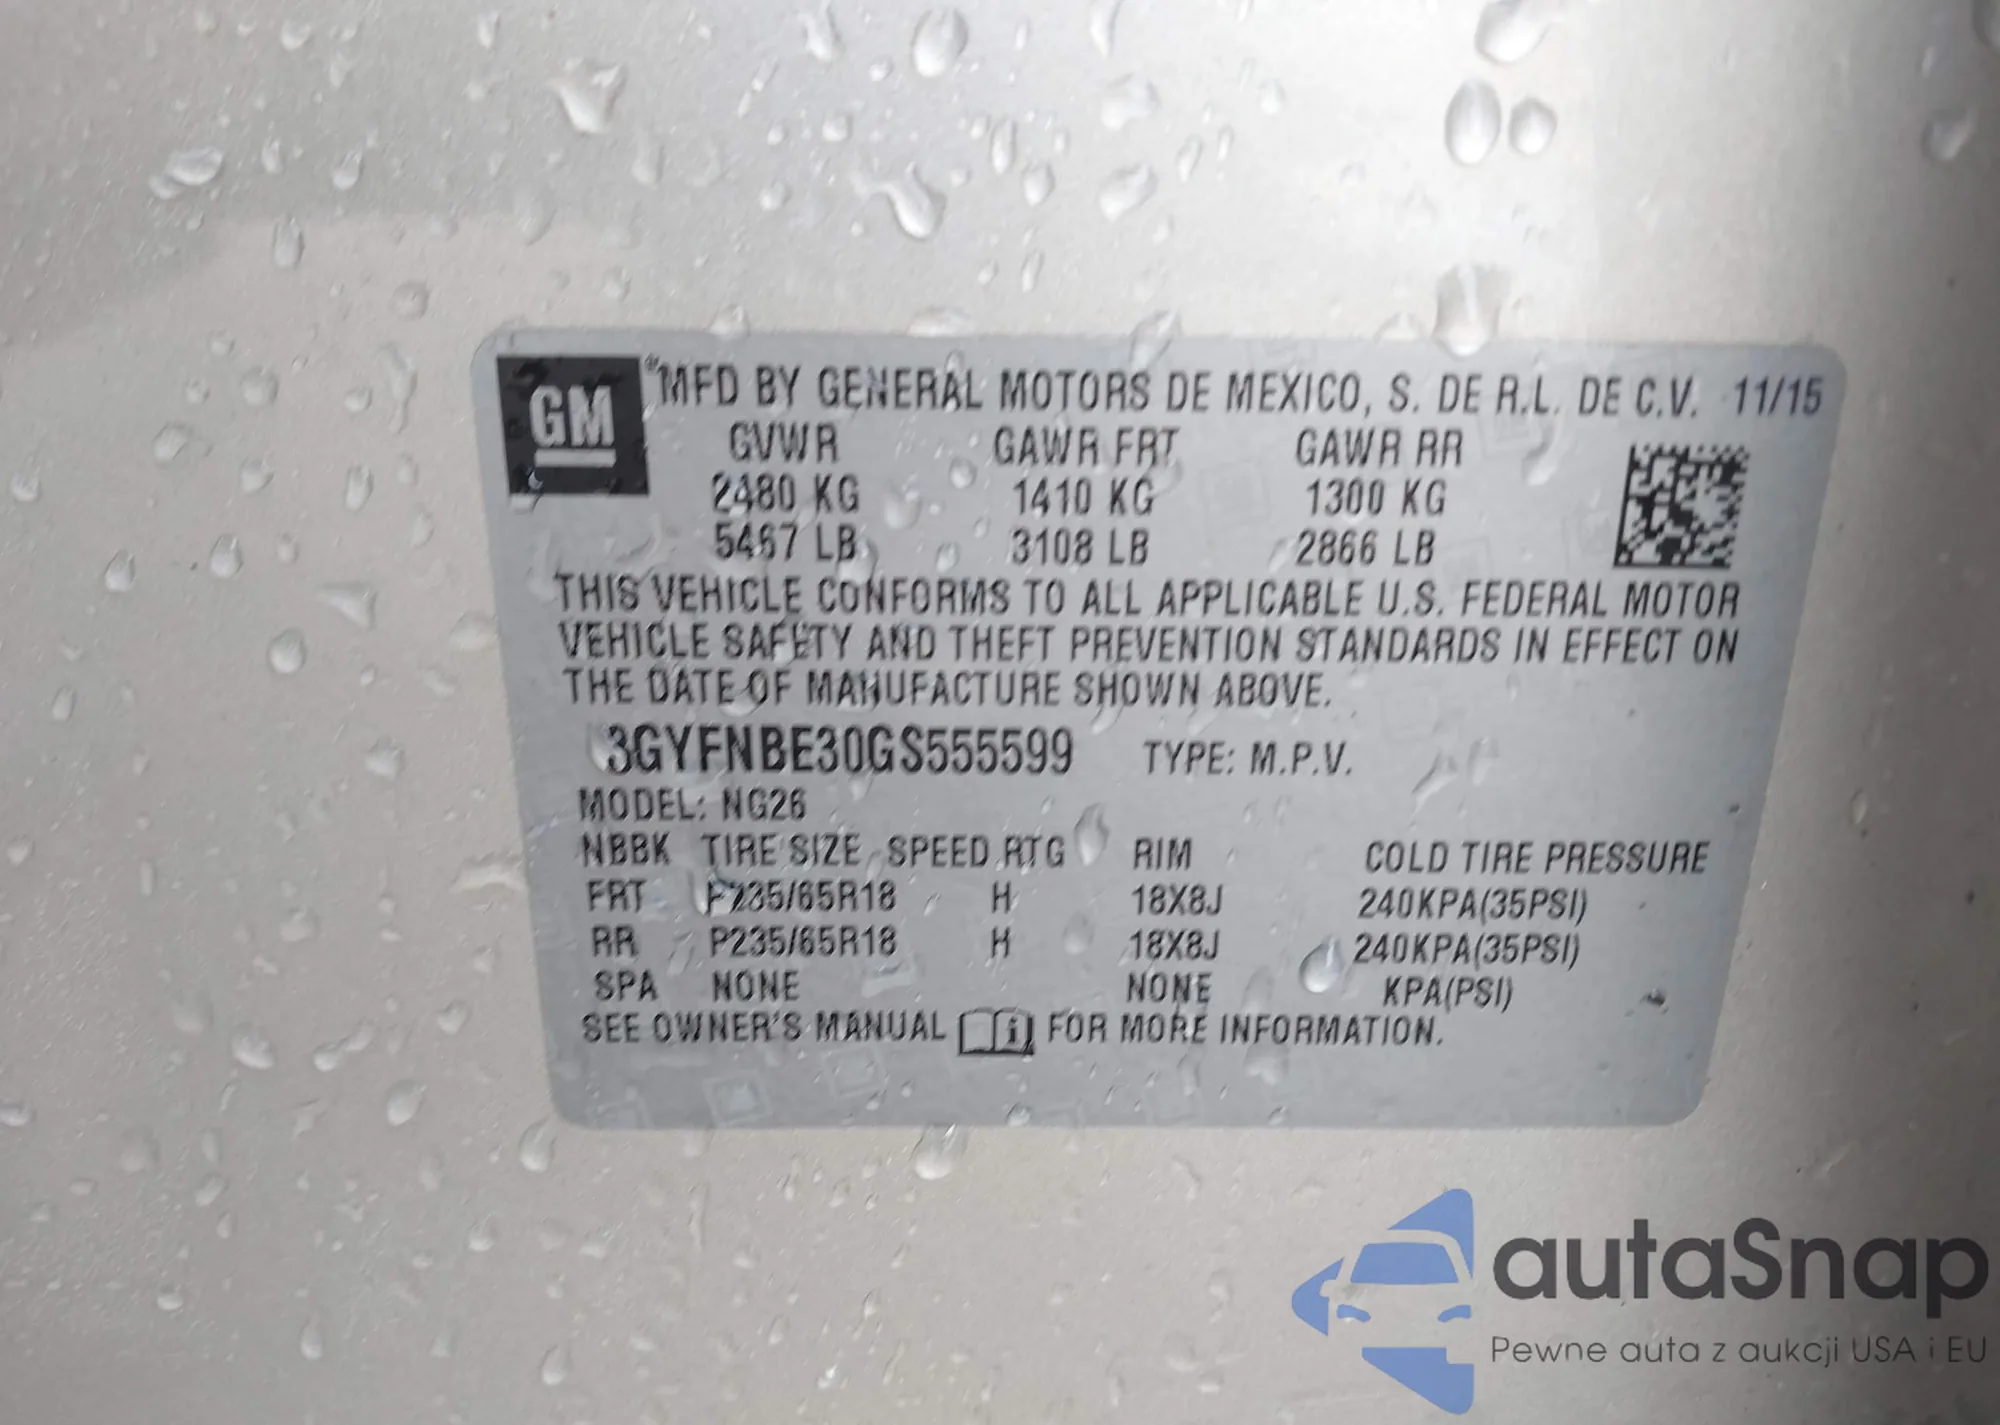 GM
MFD BY GENERAL MOTORS DE MEXICO, S. DE R.L. DE C.V. 11/15
GVWR GAWR FRT GAWR RR
2480 KG 1410 KG 1300 KG
5467 LB 3108 LB 2866 LB
THIS VEHICLE CONFORMS TO ALL APPLICABLE U.S. FEDERAL MOTOR
VEHICLE SAFETY AND THEFT PREVENTION STANDARDS IN EFFECT ON
THE DATE OF MANUFACTURE SHOWN ABOVE.
3GYFNBE30GS555599 TYPE: M.P.V.
MODEL: NG26
NBBK TIRE SIZE SPEED RTG RIM COLD TIRE PRESSURE
FRT P235/65R18 H 18X8J 240KPA(35PSI)
RR P235/65R18 H 18X8J 240KPA(35PSI)
SPA NONE NONE KPA(PSI)
SEE OWNER'S MANUAL i FOR MORE INFORMATION.
autaSnap
Pewne auta z aukcji USA i EU